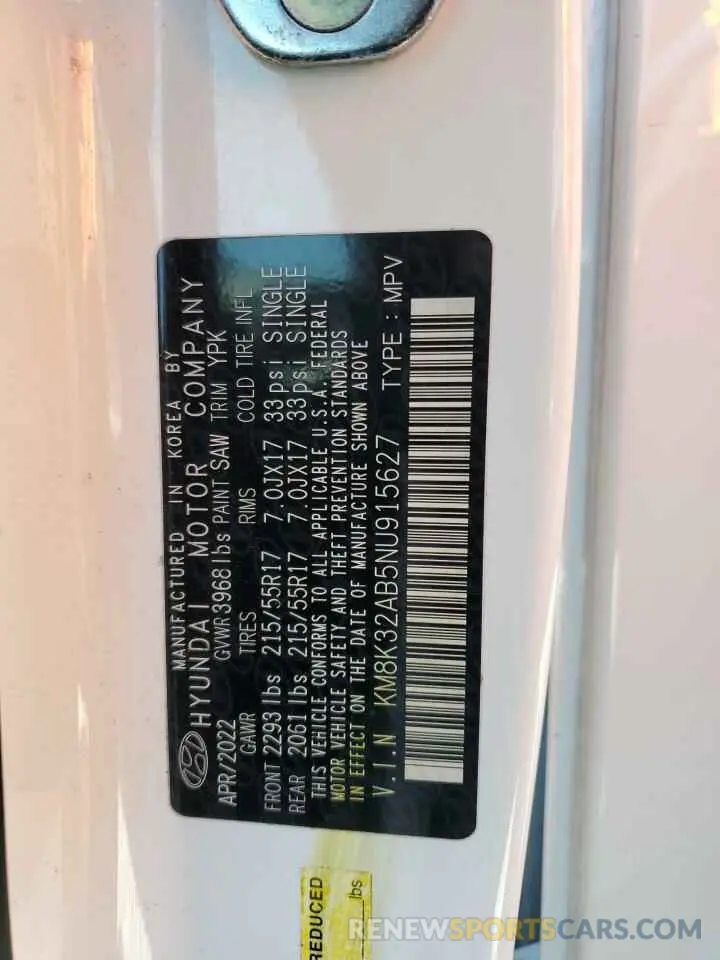 MANUFACTURED IN KOREA BY
HYUNDAI MOTOR COMPANY
APR/2022 GVWR 3968 lbs PAINT SAW TRIM YPK
GAWR TIRES RIMS COLD TIRE INFL
FRONT 2293 lbs 215/55R17 7.0JX17 33psi SINGLE
REAR 2061 lbs 215/55R17 7.0JX17 33psi SINGLE
THIS VEHICLE CONFORMS TO ALL APPLICABLE U.S.A. FEDERAL
MOTOR VEHICLE SAFETY AND THEFT PREVENTION STANDARDS
IN EFFECT ON THE DATE OF MANUFACTURE SHOWN ABOVE
V.I.N KM8K32AB5NU915627 TYPE : MPV
REDUCED
lbs
RENEWSPORTSCARS.COM